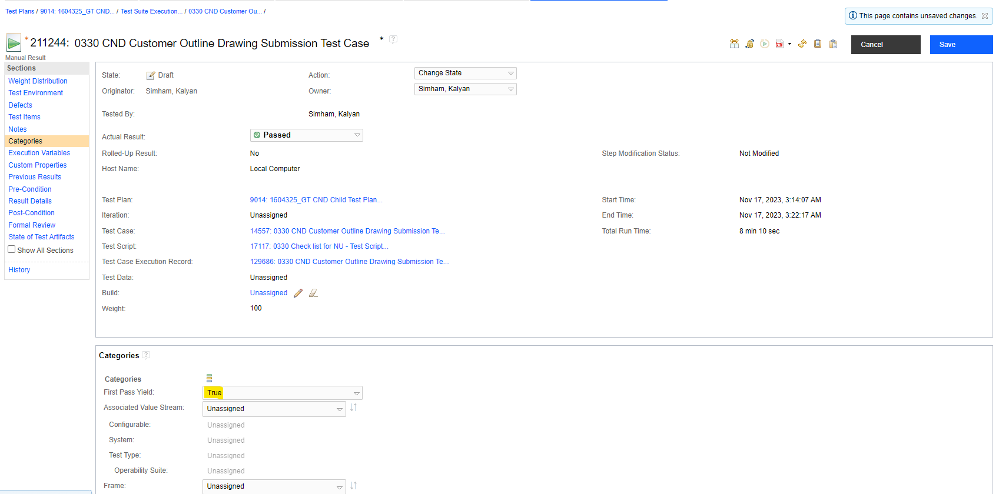 Test Plans / 9014: 1604325_GT CND... / Test Suite Execution... / 0330 CND Customer Ou... /
This page contains unsaved changes.
*211244: 0330 CND Customer Outline Drawing Submission Test Case * ?
Cancel
Save
Manual Result
Sections
Weight Distribution
Test Environment
Defects
Test Items
Notes
Categories
Execution Variables
Custom Properties
Previous Results
Pre-Condition
Result Details
Post-Condition
Formal Review
State of Test Artifacts
Show All Sections
History
State: Draft Action: Change State
Originator: Simham, Kalyan Owner: Simham, Kalyan
Tested By: Simham, Kalyan
Actual Result: Passed
Rolled-Up Result: No Step Modification Status: Not Modified
Host Name: Local Computer
Test Plan: 9014: 1604325_GT CND Child Test Plan... Start Time: Nov 17, 2023, 3:14:07 AM
Iteration: Unassigned End Time: Nov 17, 2023, 3:22:17 AM
Test Case: 14557: 0330 CND Customer Outline Drawing Submission Te... Total Run Time: 8 min 10 sec
Test Script: 17117: 0330 Check list for NU - Test Script...
Test Case Execution Record: 129686: 0330 CND Customer Outline Drawing Submission Te...
Test Data: Unassigned
Build: Unassigned
Weight: 100
Categories ?
Categories
First Pass Yield: True
Associated Value Stream: Unassigned
Configurable: Unassigned
System: Unassigned
Test Type: Unassigned
Operability Suite: Unassigned
Frame: Unassigned